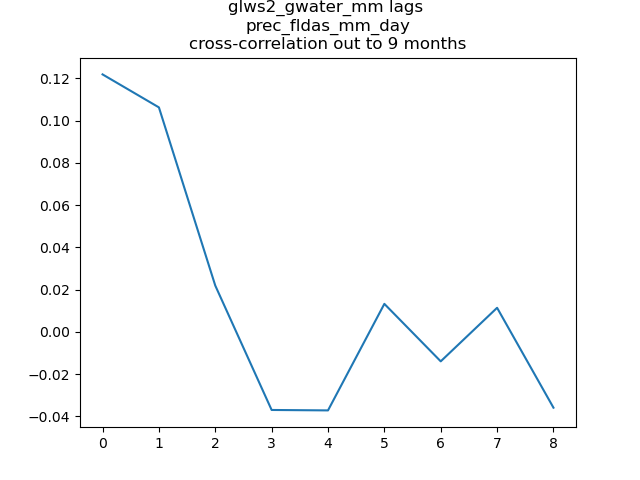 glws2_gwater_mm lags
prec_fldas_mm_day
cross-correlation out to 9 months
0.12
0.10
0.08
0.06
0.04
0.02
0.00
−0.02
−0.04
0 1 2 3 4 5 6 7 8